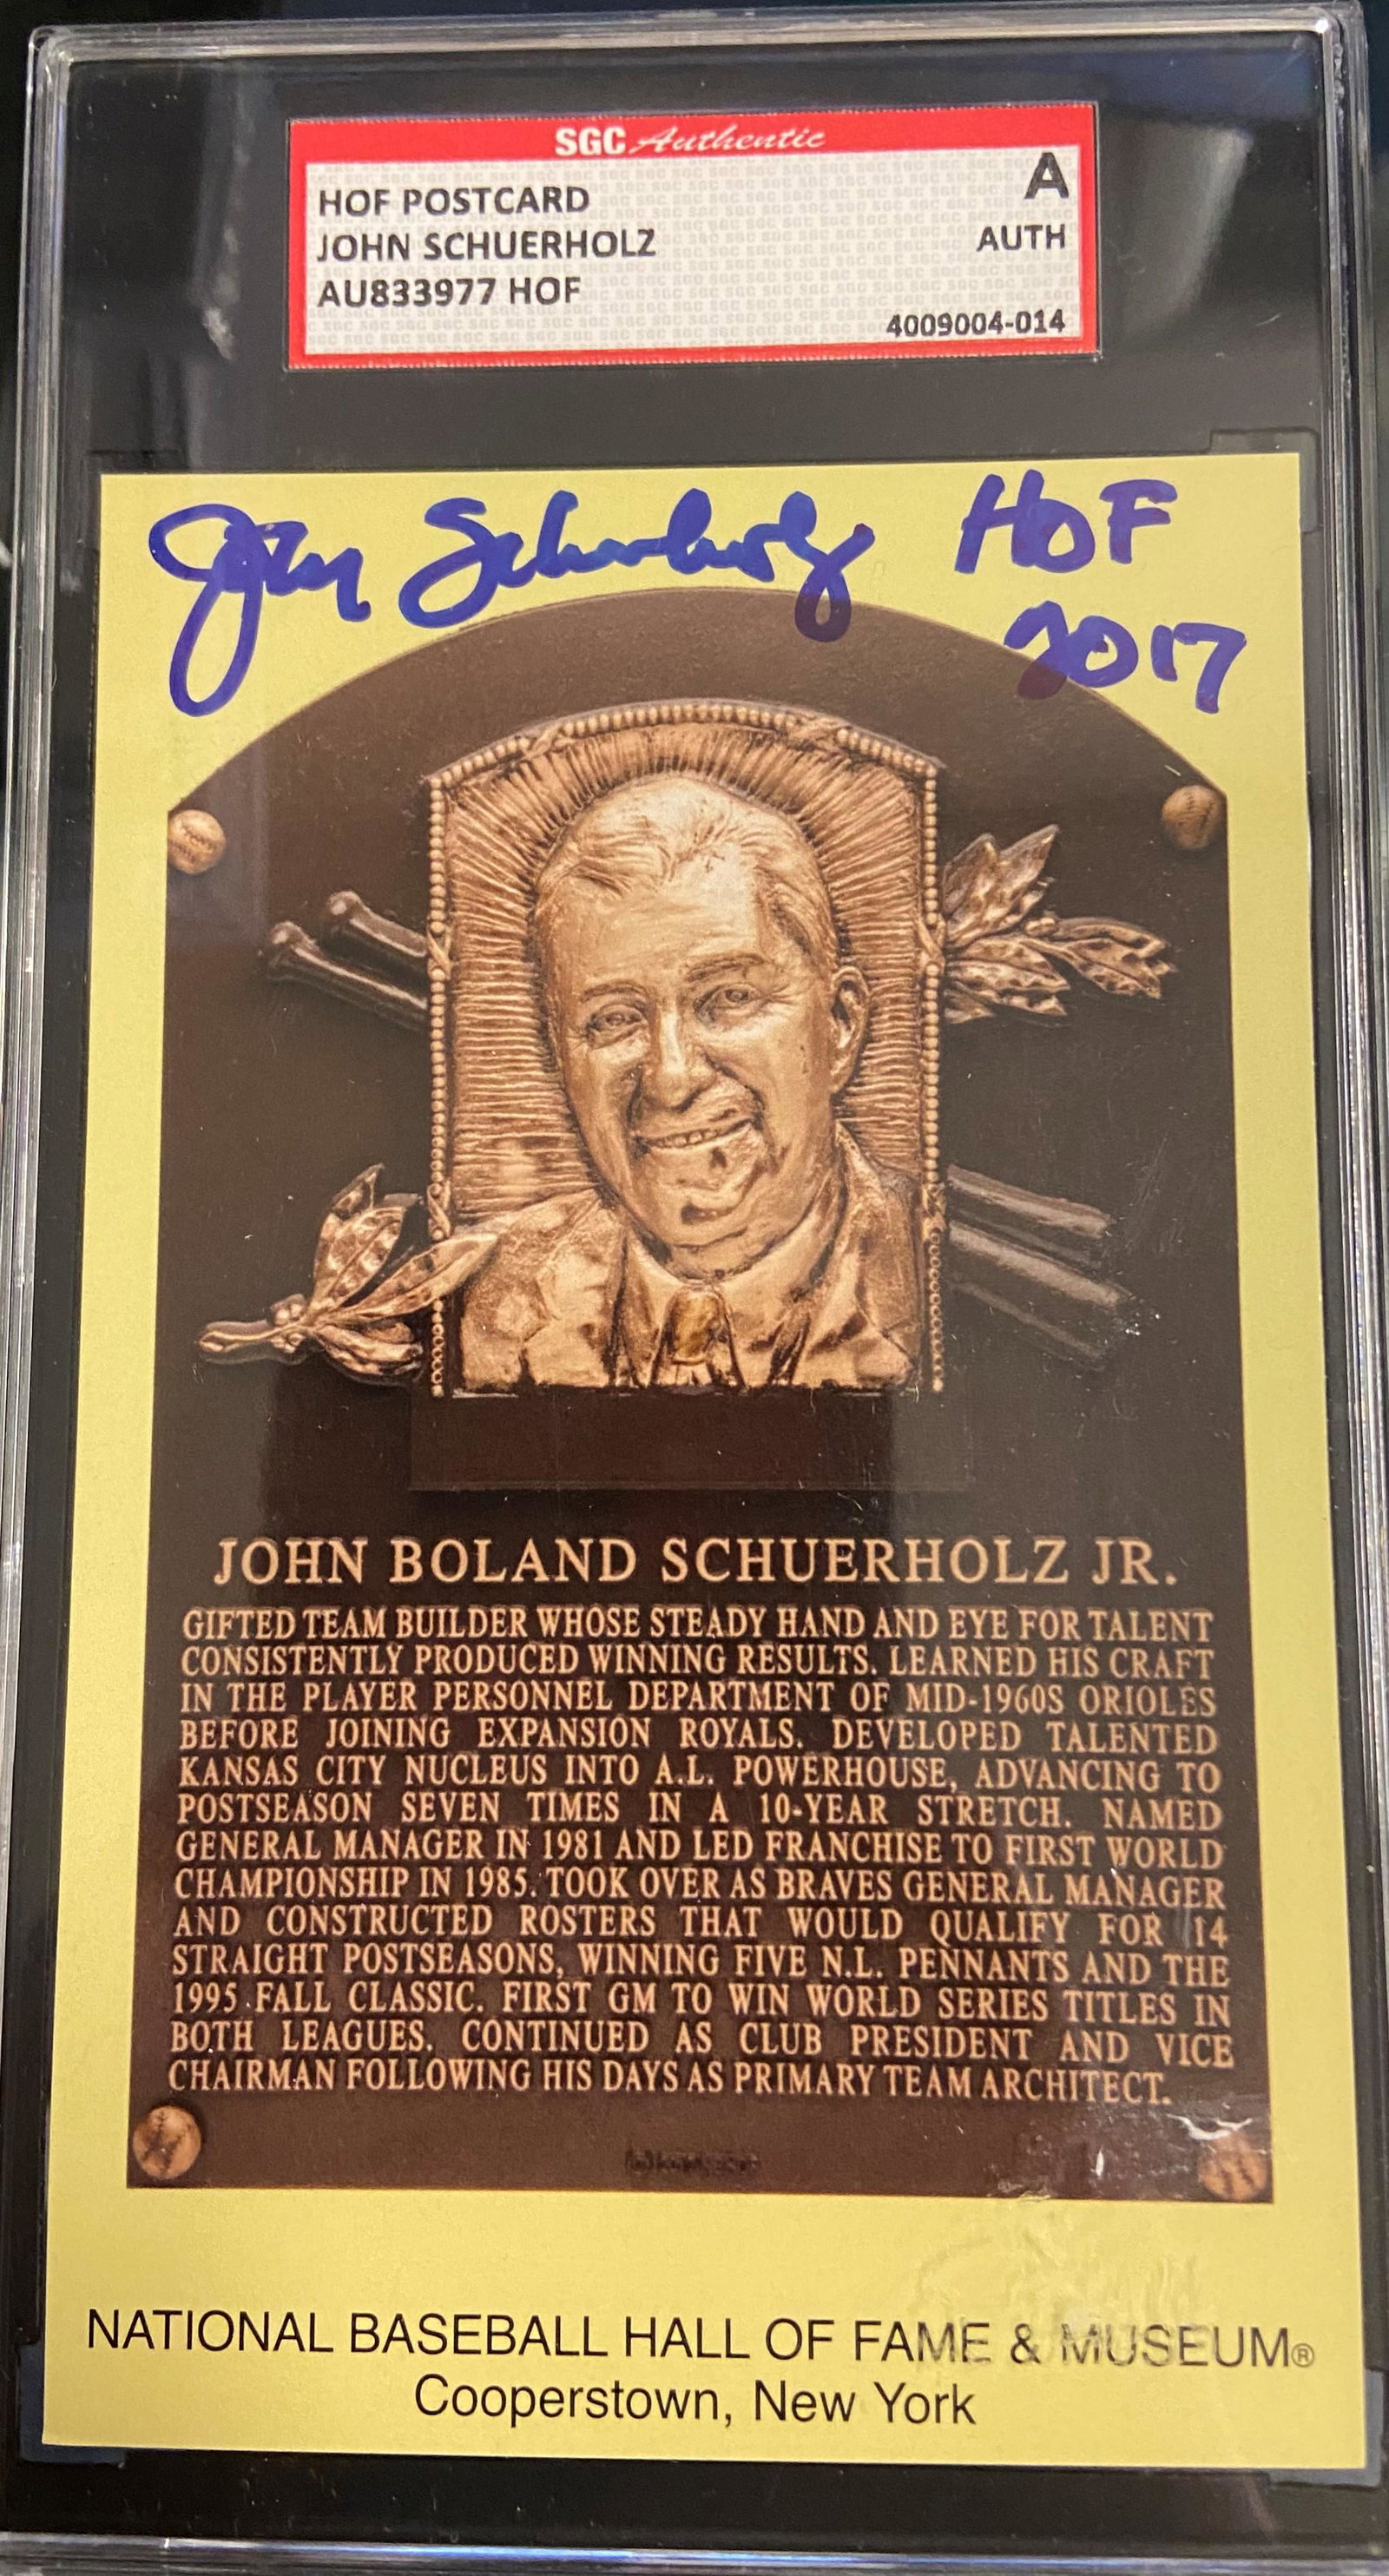 SGC Authentic
HOF POSTCARD
A
JOHN SCHUERHOLZ
AUTH
AU833977 HOF
4009004-014
John Schuerholz HOF
2017
JOHN BOLAND SCHUERHOLZ JR.
GIFTED TEAM BUILDER WHOSE STEADY HAND AND EYE FOR TALENT
CONSISTENTLY PRODUCED WINNING RESULTS. LEARNED HIS CRAFT
IN THE PLAYER PERSONNEL DEPARTMENT OF MID-1960S ORIOLES
BEFORE JOINING EXPANSION ROYALS. DEVELOPED TALENTED
KANSAS CITY NUCLEUS INTO A.L. POWERHOUSE, ADVANCING TO
POSTSEASON SEVEN TIMES IN A 10-YEAR STRETCH. NAMED
GENERAL MANAGER IN 1981 AND LED FRANCHISE TO FIRST WORLD
CHAMPIONSHIP IN 1985. TOOK OVER AS BRAVES GENERAL MANAGER
AND CONSTRUCTED ROSTERS THAT WOULD QUALIFY FOR 14
STRAIGHT POSTSEASONS, WINNING FIVE N.L. PENNANTS AND THE
1995 FALL CLASSIC. FIRST GM TO WIN WORLD SERIES TITLES IN
BOTH LEAGUES. CONTINUED AS CLUB PRESIDENT AND VICE
CHAIRMAN FOLLOWING HIS DAYS AS PRIMARY TEAM ARCHITECT.
NATIONAL BASEBALL HALL OF FAME & MUSEUM®
Cooperstown, New York